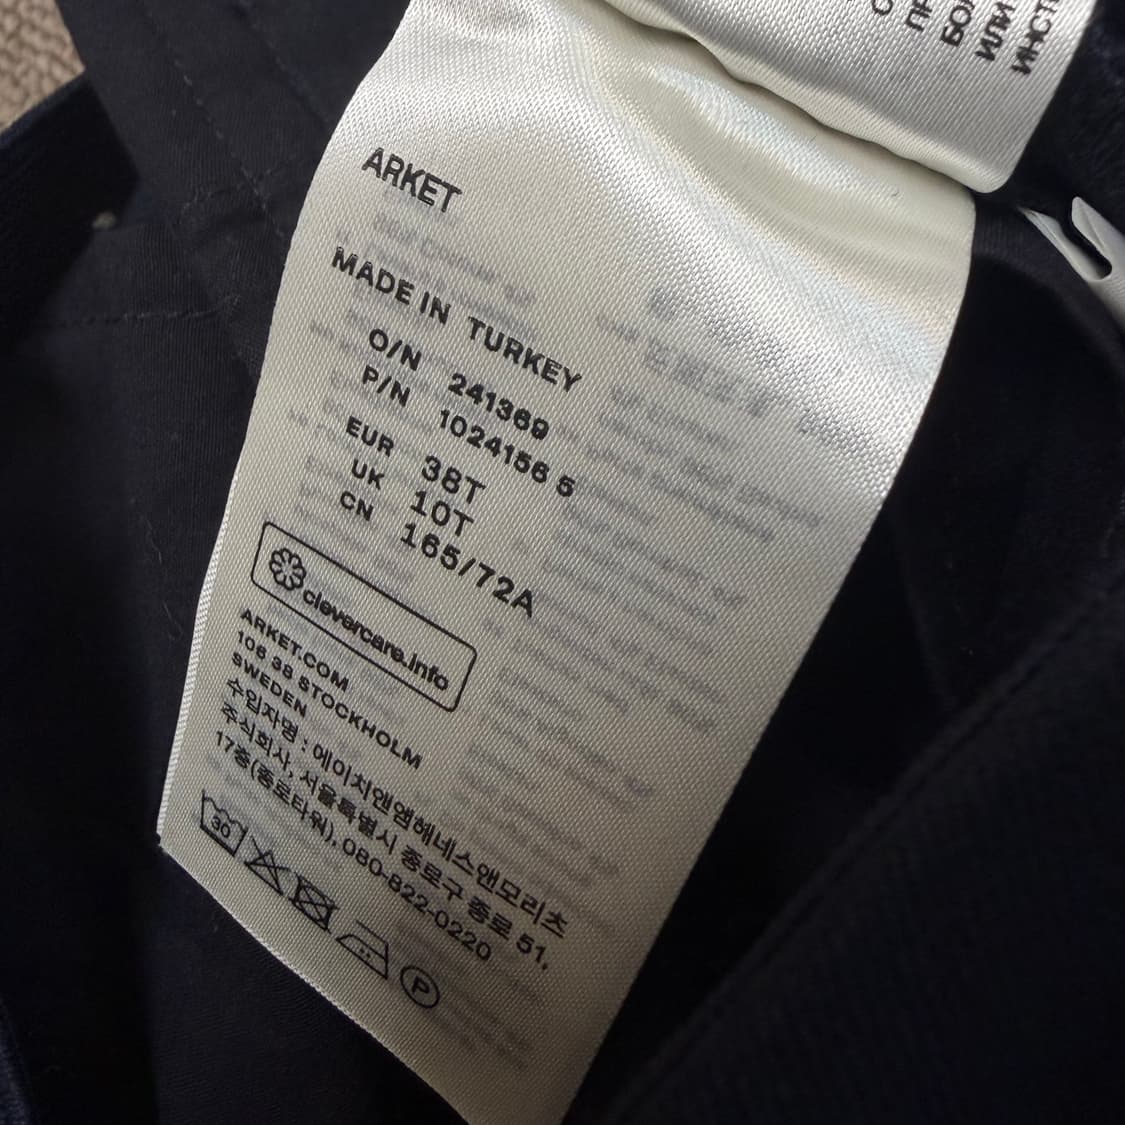 ИЛИ
ARKET
MADE IN TURKEY
O/N 241369
P/N 1024156 5
EUR 38T
UK 10T
CN 165/72A
clevercare.info
ARKET.COM
106 38 STOCKHOLM
SWEDEN
수입자명 : 에이치앤엠헤네스앤모리츠
주식회사, 서울특별시 종로구 종로 51,
17층(종로타워), 080-822-0220
30
P